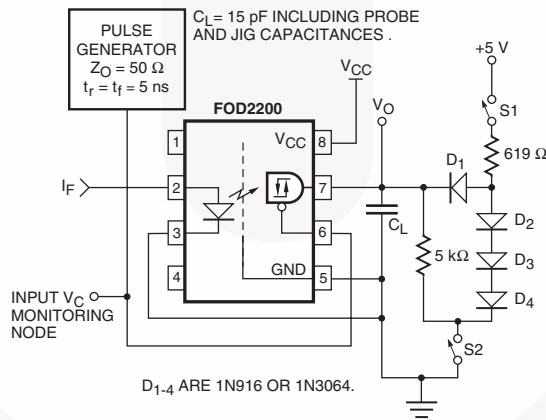 PULSE
GENERATOR
Z_O = 50 Ω
t_r = t_f = 5 ns
C_L= 15 pF INCLUDING PROBE
AND JIG CAPACITANCES .
+5 V
V_CC
V_O
S1
FOD2200
619 Ω
1
V_CC
8
D_1
I_F
2
7
D_2
C_L
3
6
5 kΩ
D_3
4
GND
5
D_4
INPUT V_C
MONITORING
NODE
S2
D_1-4 ARE 1N916 OR 1N3064.